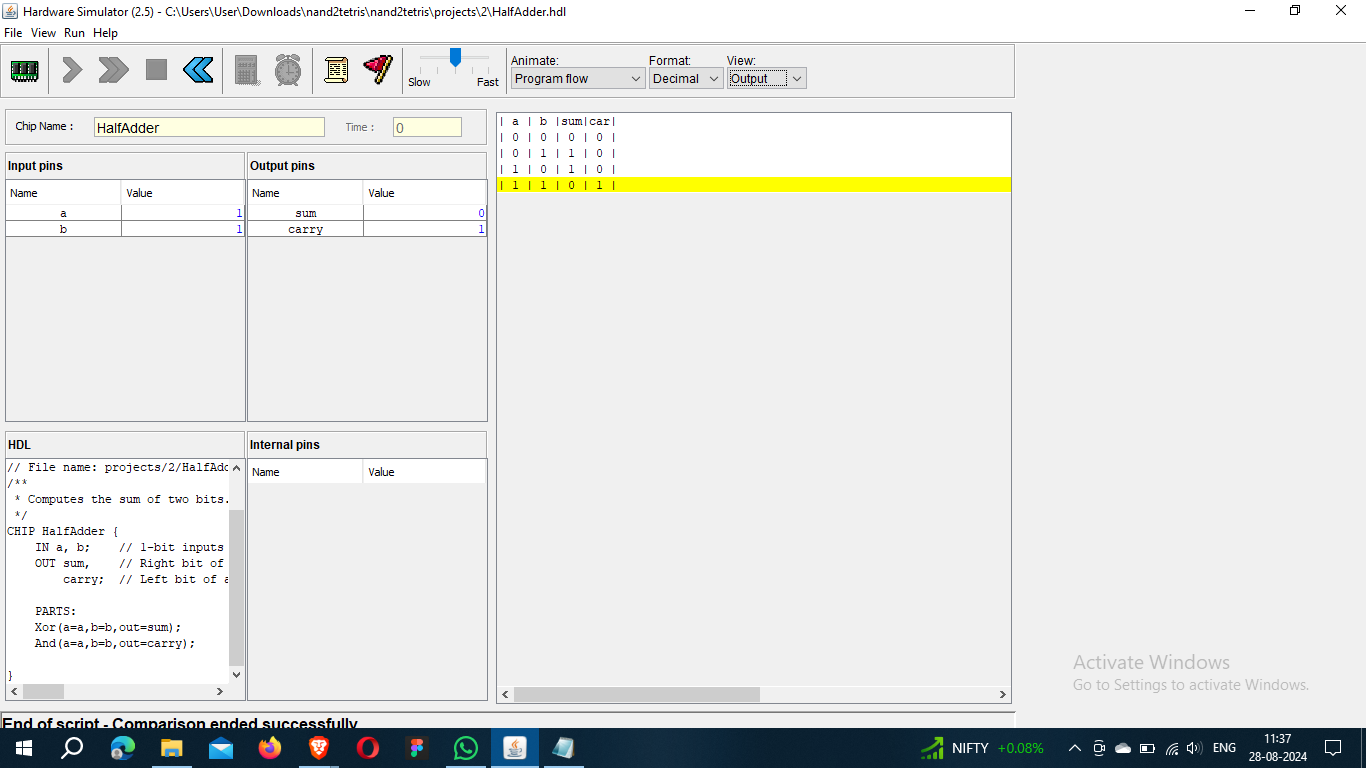 Hardware Simulator (2.5) - C:\Users\User\Downloads\nand2tetris\nand2tetris\projects\2\HalfAdder.hdl
File View Run Help
Animate: Format: View:
Slow Fast Program flow Decimal Output
Chip Name : HalfAdder Time : 0
Input pins Output pins
Name Value Name Value
a 1 sum 0
b 1 carry 1
| a | b |sum|car|
| 0 | 0 | 0 | 0 |
| 0 | 1 | 1 | 0 |
| 1 | 0 | 1 | 0 |
| 1 | 1 | 0 | 1 |
HDL Internal pins
Name Value
// File name: projects/2/HalfAdd
/**
* Computes the sum of two bits.
*/
CHIP HalfAdder {
IN a, b; // 1-bit inputs
OUT sum, // Right bit of
carry; // Left bit of a
PARTS:
Xor(a=a,b=b,out=sum);
And(a=a,b=b,out=carry);
}
Activate Windows
Go to Settings to activate Windows.
End of script - Comparison ended successfully
NIFTY +0.08% ENG 11:37
28-08-2024